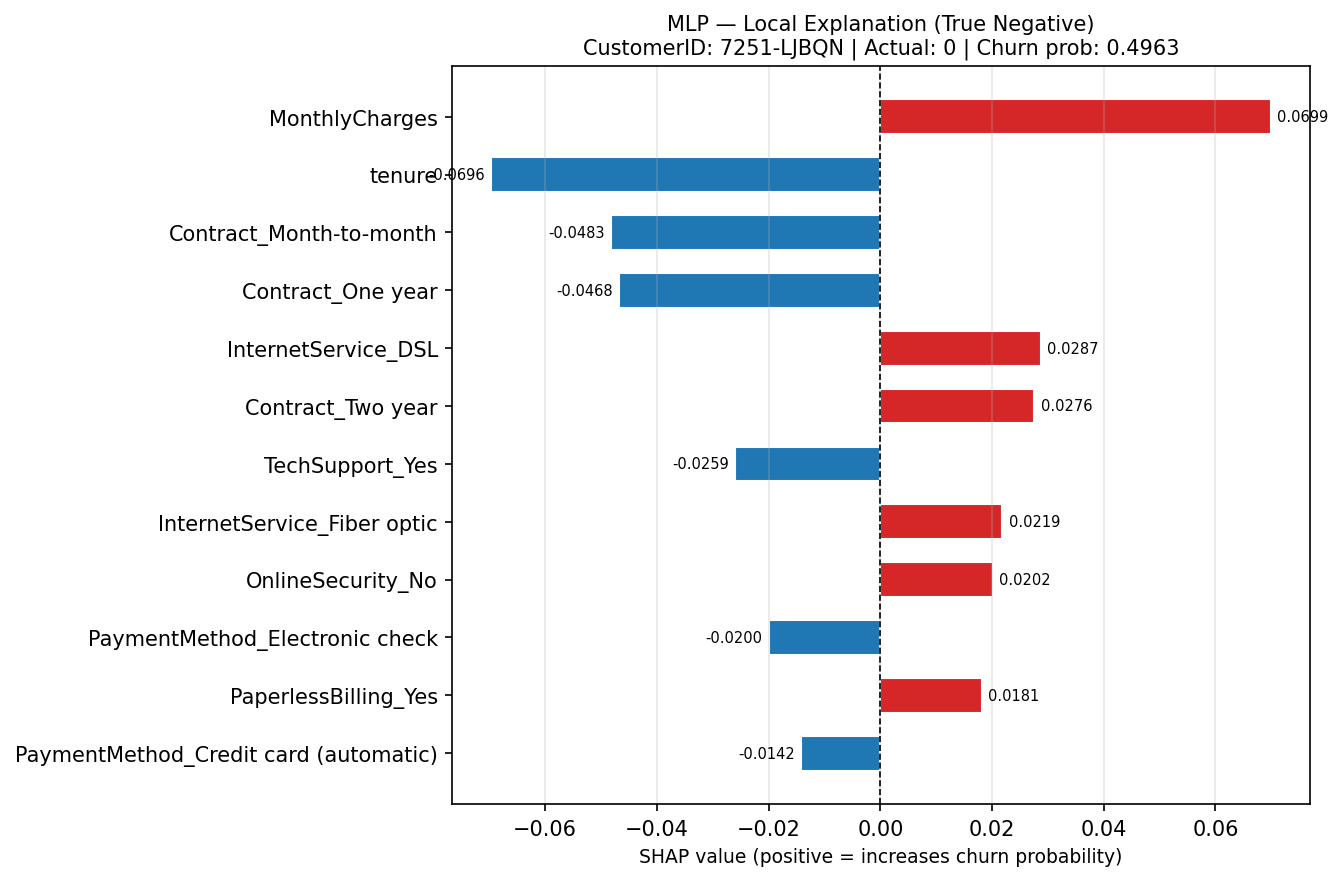 MLP — Local Explanation (True Negative)
CustomerID: 7251-LJBQN | Actual: 0 | Churn prob: 0.4963
MonthlyCharges 0.0699
tenure -0.0696
Contract_Month-to-month -0.0483
Contract_One year -0.0468
InternetService_DSL 0.0287
Contract_Two year 0.0276
TechSupport_Yes -0.0259
InternetService_Fiber optic 0.0219
OnlineSecurity_No 0.0202
PaymentMethod_Electronic check -0.0200
PaperlessBilling_Yes 0.0181
PaymentMethod_Credit card (automatic) -0.0142
−0.06 −0.04 −0.02 0.00 0.02 0.04 0.06
SHAP value (positive = increases churn probability)